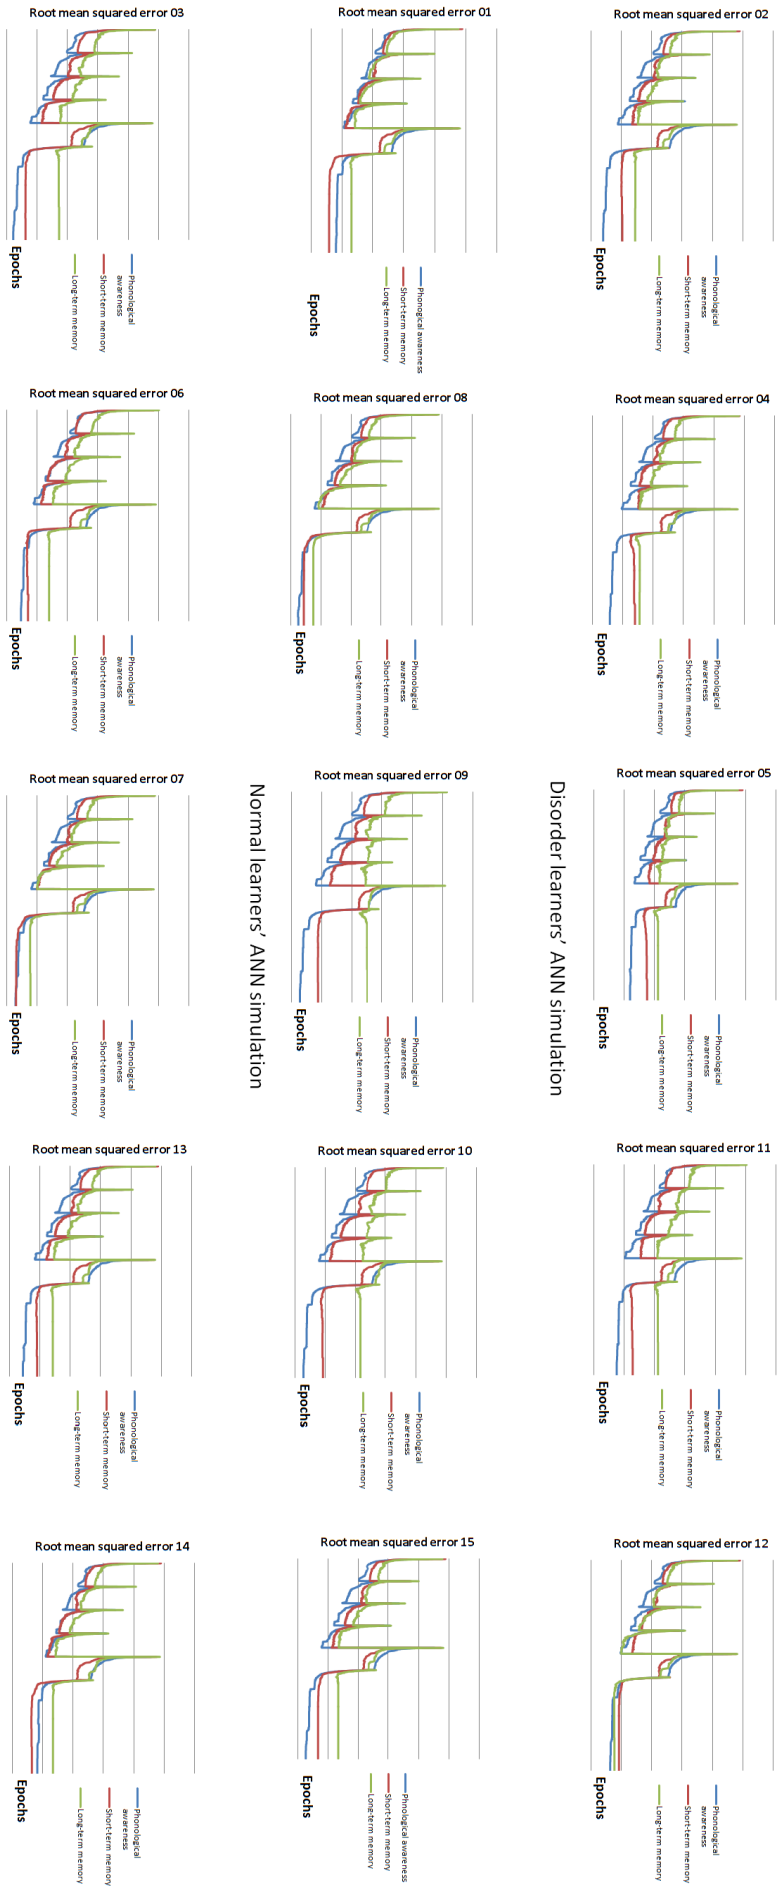 Root mean squared error 03
Epochs
Phonological
awareness
Short-term memory
Long-term memory
Root mean squared error 01
Epochs
Phonogical awareness
Short-term memory
Long-term memory
Root mean squared error 02
Epochs
Phonological
awareness
Short-term memory
Long-term memory
Root mean squared error 06
Epochs
Phonological
awareness
Short-term memory
Long-term memory
Root mean squared error 08
Epochs
Phonological
awareness
Short-term memory
Long-term memory
Root mean squared error 04
Epochs
Phonological
awareness
Short-term memory
Long-term memory
Root mean squared error 07
Epochs
Phonological
awareness
Short-term memory
Long-term memory
Normal learners’ ANN simulation
Root mean squared error 09
Epochs
Phonological
awareness
Short-term memory
Long-term memory
Disorder learners’ ANN simulation
Root mean squared error 05
Epochs
Phonological
awareness
Short-term memory
Long-term memory
Root mean squared error 13
Epochs
Phonological
awareness
Short-term memory
Long-term memory
Root mean squared error 10
Epochs
Phonological
awareness
Short-term memory
Long-term memory
Root mean squared error 11
Epochs
Phonological
awareness
Short-term memory
Long-term memory
Root mean squared error 14
Epochs
Phonological
awareness
Short-term memory
Long-term memory
Root mean squared error 15
Epochs
Phnological awareness
Short-term memory
Long-term memory
Root mean squared error 12
Epochs
Phonological
awareness
Short-term memory
Long-term memory